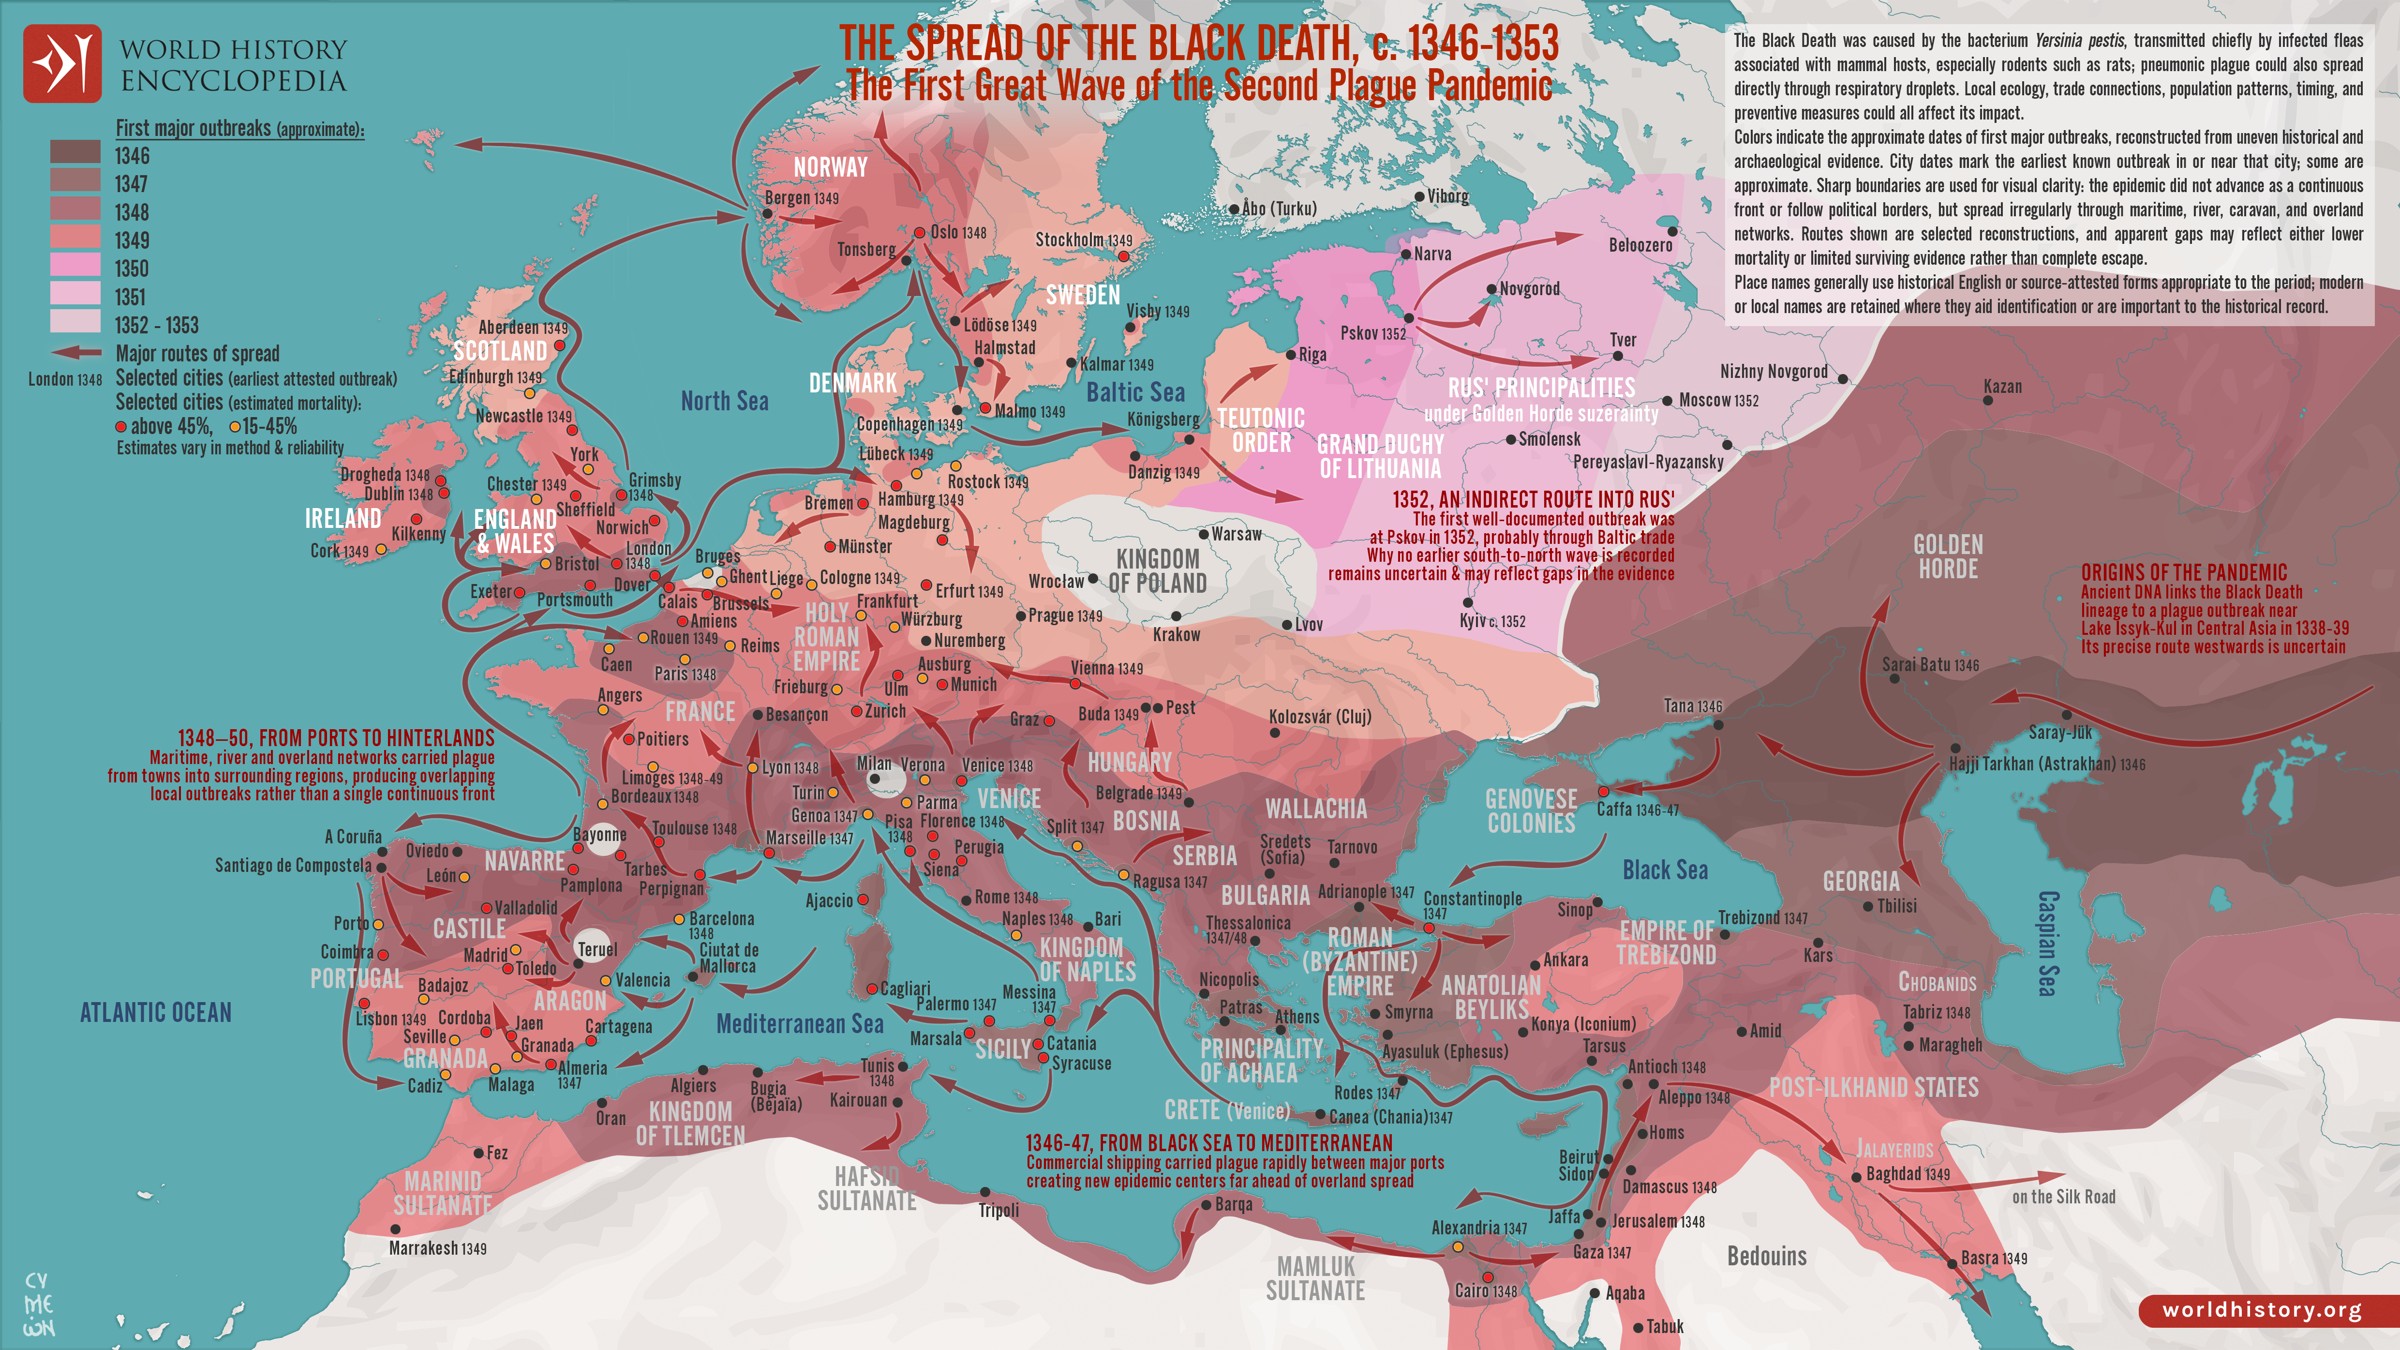 WORLD HISTORY
ENCYCLOPEDIA
THE SPREAD OF THE BLACK DEATH, c. 1346-1353
The First Great Wave of the Second Plague Pandemic
The Black Death was caused by the bacterium Yersinia pestis, transmitted chiefly by infected fleas
associated with mammal hosts, especially rodents such as rats; pneumonic plague could also spread
directly through respiratory droplets. Local ecology, trade connections, population patterns, timing, and
preventive measures could all affect its impact.
Colors indicate the approximate dates of first major outbreaks, reconstructed from uneven historical and
archaeological evidence. City dates mark the earliest known outbreak in or near that city; some are
approximate. Sharp boundaries are used for visual clarity: the epidemic did not advance as a continuous
front or follow political borders, but spread irregularly through maritime, river, caravan, and overland
networks. Routes shown are selected reconstructions, and apparent gaps may reflect either lower
mortality or limited surviving evidence rather than complete escape.
Place names generally use historical English or source-attested forms appropriate to the period; modern
or local names are retained where they aid identification or are important to the historical record.
First major outbreaks (approximate):
1346
1347
1348
1349
1350
1351
1352 - 1353
Major routes of spread
London 1348 Selected cities (earliest attested outbreak)
Selected cities (estimated mortality):
above 45%, 15-45%
Estimates vary in method & reliability
NORWAY
Bergen 1349
Oslo 1348
Tonsberg
Stockholm 1349
SWEDEN
Visby 1349
Lödöse 1349
Halmstad
Kalmar 1349
Malmo 1349
DENMARK
Copenhagen 1349
North Sea
Baltic Sea
Åbo (Turku)
Viborg
Narva
Novgorod
Beloozero
Pskov 1352
Tver
Riga
Nizhny Novgorod
Moscow 1352
RUS' PRINCIPALITIES
under Golden Horde suzerainty
Smolensk
Pereyaslavl-Ryazansky
Kazan
Königsberg
TEUTONIC
ORDER
GRAND DUCHY
OF LITHUANIA
Danzig 1349
1352, AN INDIRECT ROUTE INTO RUS'
The first well-documented outbreak was
at Pskov in 1352, probably through Baltic trade
Why no earlier south-to-north wave is recorded
remains uncertain & may reflect gaps in the evidence
Kyiv c. 1352
GOLDEN
HORDE
ORIGINS OF THE PANDEMIC
Ancient DNA links the Black Death
lineage to a plague outbreak near
Lake Issyk-Kul in Central Asia in 1338-39
Its precise route westwards is uncertain
Aberdeen 1349
SCOTLAND
Edinburgh 1349
Newcastle 1349
York
Grimsby
1348
Chester 1349
Sheffield
Norwich
ENGLAND
& WALES
London
1348
Bristol
Dover
Exeter
Portsmouth
Drogheda 1348
Dublin 1348
IRELAND
Kilkenny
Cork 1349
Lübeck 1349
Rostock 1349
Hamburg 1349
Bremen
Magdeburg
Münster
Bruges
Ghent
Liege
Cologne 1349
Calais
Brussels
Erfurt 1349
Frankfurt
Würzburg
HOLY
ROMAN
EMPIRE
Nuremberg
Prague 1349
Wrocław
Warsaw
KINGDOM
OF POLAND
Krakow
Lvov
Amiens
Rouen 1349
Reims
Caen
Paris 1348
Angers
FRANCE
Besançon
Frieburg
Ulm
Ausburg
Munich
Zurich
Vienna 1349
Graz
Buda 1349
Pest
Kolozsvár (Cluj)
HUNGARY
1348–50, FROM PORTS TO HINTERLANDS
Maritime, river and overland networks carried plague
from towns into surrounding regions, producing overlapping
local outbreaks rather than a single continuous front
Poitiers
Limoges 1348-49
Bordeaux 1348
Lyon 1348
Milan
Verona
Venice 1348
Turin
Parma
VENICE
Genoa 1347
Pisa
1348
Florence 1348
Marseille 1347
Perugia
Siena
Split 1347
Belgrade 1349
BOSNIA
SERBIA
WALLACHIA
Sredets
(Sofia)
Tarnovo
Ragusa 1347
BULGARIA
Adrianople 1347
Constantinople
1347
Thessalonica
1347/48
GENOVESE
COLONIES
Caffa 1346-47
Tana 1346
Sarai Batu 1346
Saray-Jük
Hajji Tarkhan (Astrakhan) 1346
Black Sea
Caspian Sea
GEORGIA
Tbilisi
Sinop
EMPIRE OF
TREBIZOND
Trebizond 1347
Kars
A Coruña
Santiago de Compostela
Oviedo
León
NAVARRE
Bayonne
Toulouse 1348
Tarbes
Pamplona
Perpignan
Valladolid
Porto
CASTILE
Coimbra
Madrid
Toledo
Teruel
Barcelona
1348
Ciutat de
Mallorca
Valencia
PORTUGAL
Badajoz
ARAGON
Lisbon 1349
Cordoba
Jaen
Seville
Granada
Cartagena
GRANADA
Almeria
1347
Cadiz
Malaga
ATLANTIC OCEAN
Mediterranean Sea
Ajaccio
Rome 1348
Naples 1348
Bari
KINGDOM
OF NAPLES
Cagliari
Palermo 1347
Messina
1347
Marsala
SICILY
Catania
Syracuse
Nicopolis
Patras
Athens
PRINCIPALITY
OF ACHAEA
ROMAN
(BYZANTINE)
EMPIRE
ANATOLIAN
BEYLIKS
Ankara
Smyrna
Konya (Iconium)
Ayasuluk (Ephesus)
Tarsus
Amid
CHOBANIDS
Tabriz 1348
Maragheh
Rodes 1347
CRETE (Venice)
Canea (Chania)1347
Antioch 1348
Aleppo 1348
POST-ILKHANID STATES
Homs
JALAYERIDS
Baghdad 1349
on the Silk Road
Basra 1349
Beirut
Sidon
Damascus 1348
Jaffa
Jerusalem 1348
Gaza 1347
Bedouins
Aqaba
Tabuk
1346-47, FROM BLACK SEA TO MEDITERRANEAN
Commercial shipping carried plague rapidly between major ports
creating new epidemic centers far ahead of overland spread
Tunis
1348
Algiers
Bugia
(Béjaïa)
Kairouan
Oran
KINGDOM
OF TLEMCEN
Fez
MARINID
SULTANATE
Marrakesh 1349
HAFSID
SULTANATE
Tripoli
Barqa
Alexandria 1347
MAMLUK
SULTANATE
Cairo 1348
worldhistory.org